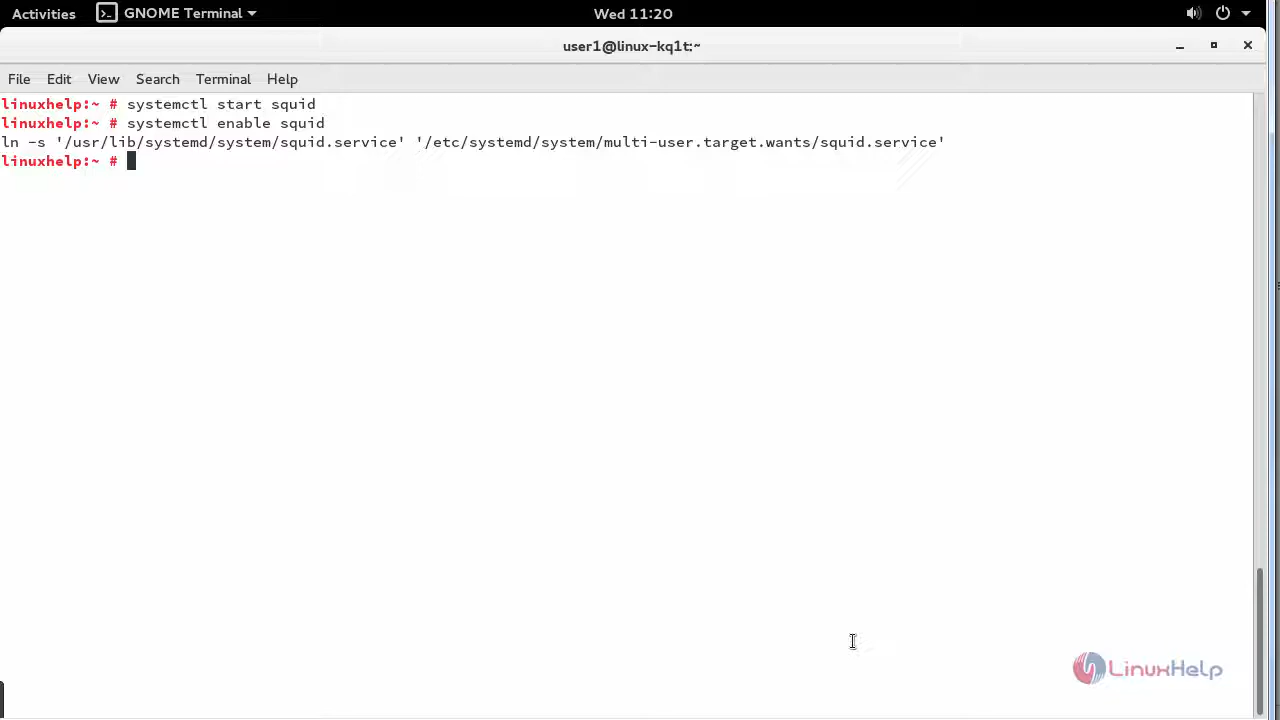 Activities GNOME Terminal Wed 11:20
user1@linux-kq1t:~
File Edit View Search Terminal Help
linuxhelp:~ # systemctl start squid
linuxhelp:~ # systemctl enable squid
ln -s '/usr/lib/systemd/system/squid.service' '/etc/systemd/system/multi-user.target.wants/squid.service'
linuxhelp:~ #
LinuxHelp